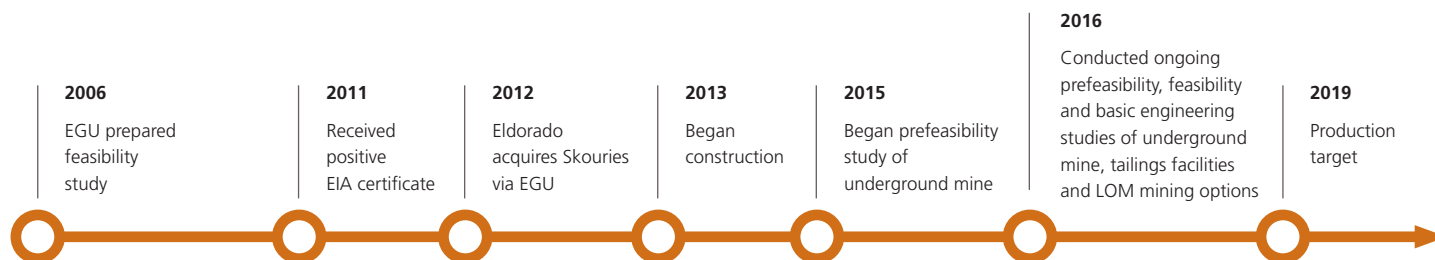 2006
EGU prepared
feasibility
study
2011
Received
positive
EIA certificate
2012
Eldorado
acquires Skouries
via EGU
2013
Began
construction
2015
Began prefeasibility
study of
underground mine
2016
Conducted ongoing
prefeasibility, feasibility
and basic engineering
studies of underground
mine, tailings facilities
and LOM mining options
2019
Production
target